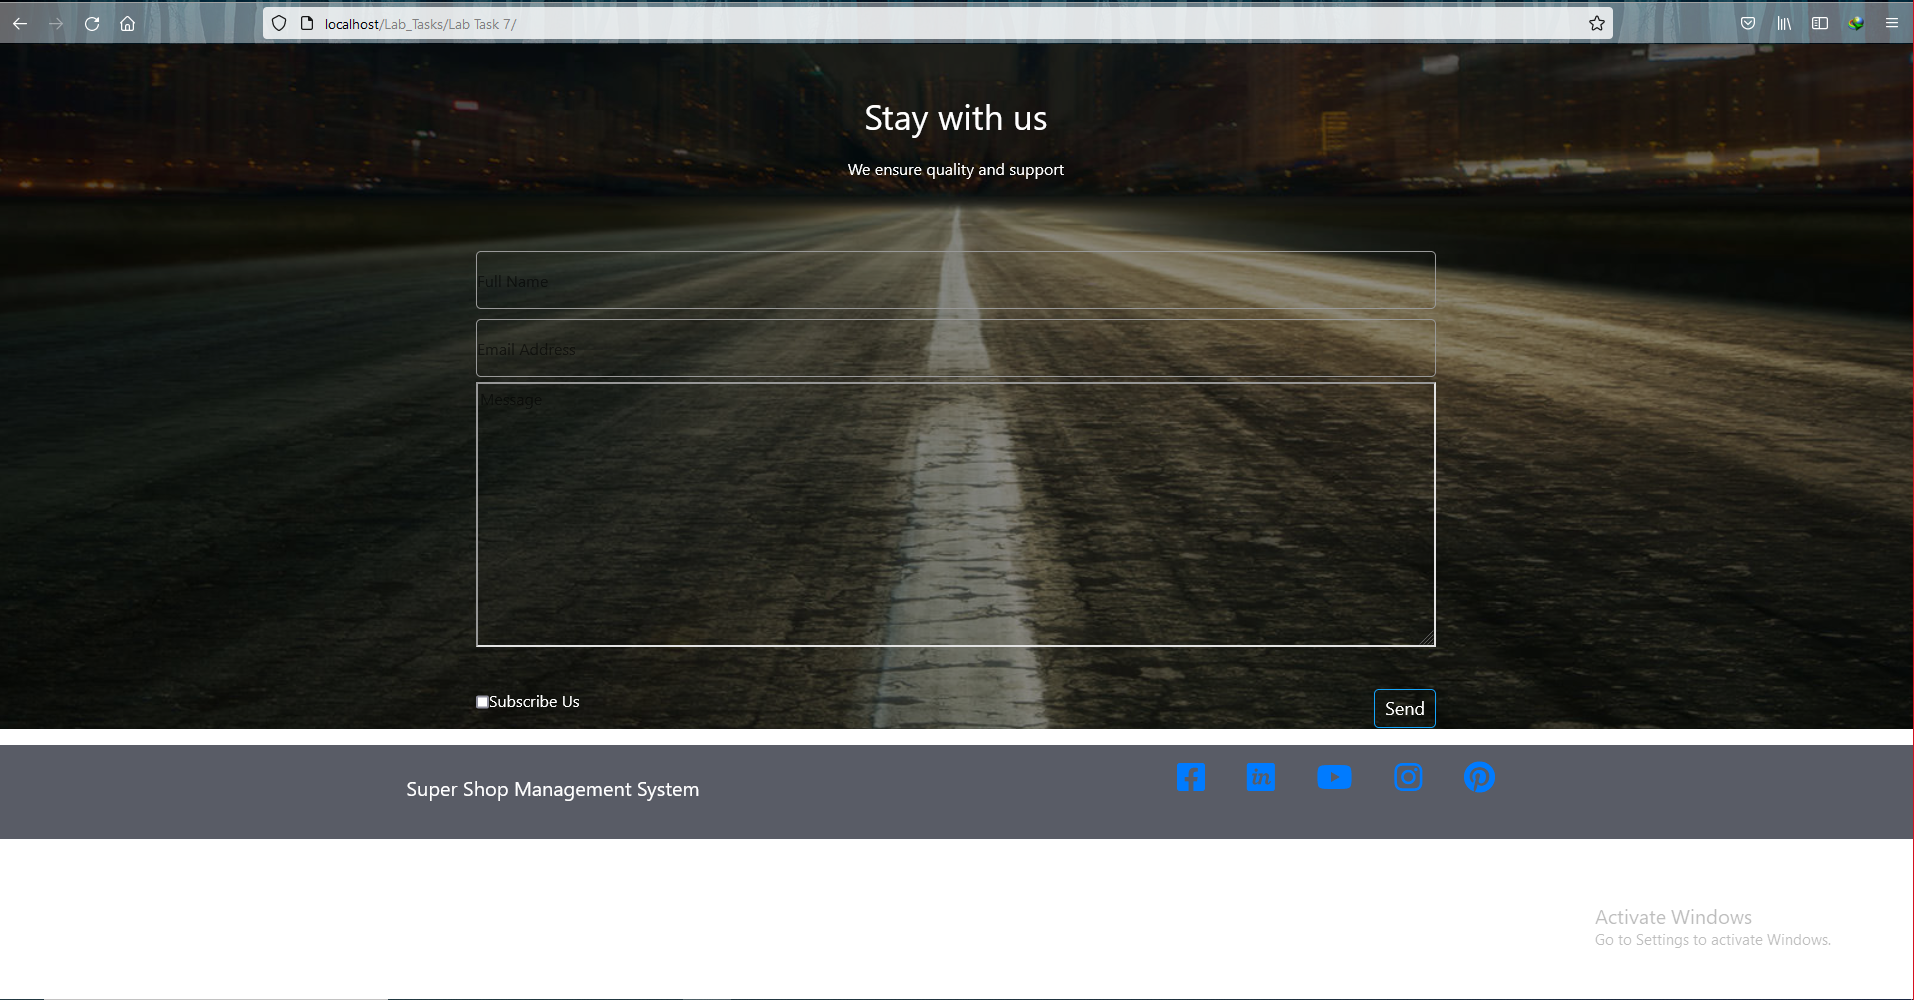 localhost/Lab_Tasks/Lab Task 7/
Stay with us
We ensure quality and support
Full Name
Email Address
Message
Subscribe Us
Send
Super Shop Management System
Activate Windows
Go to Settings to activate Windows.